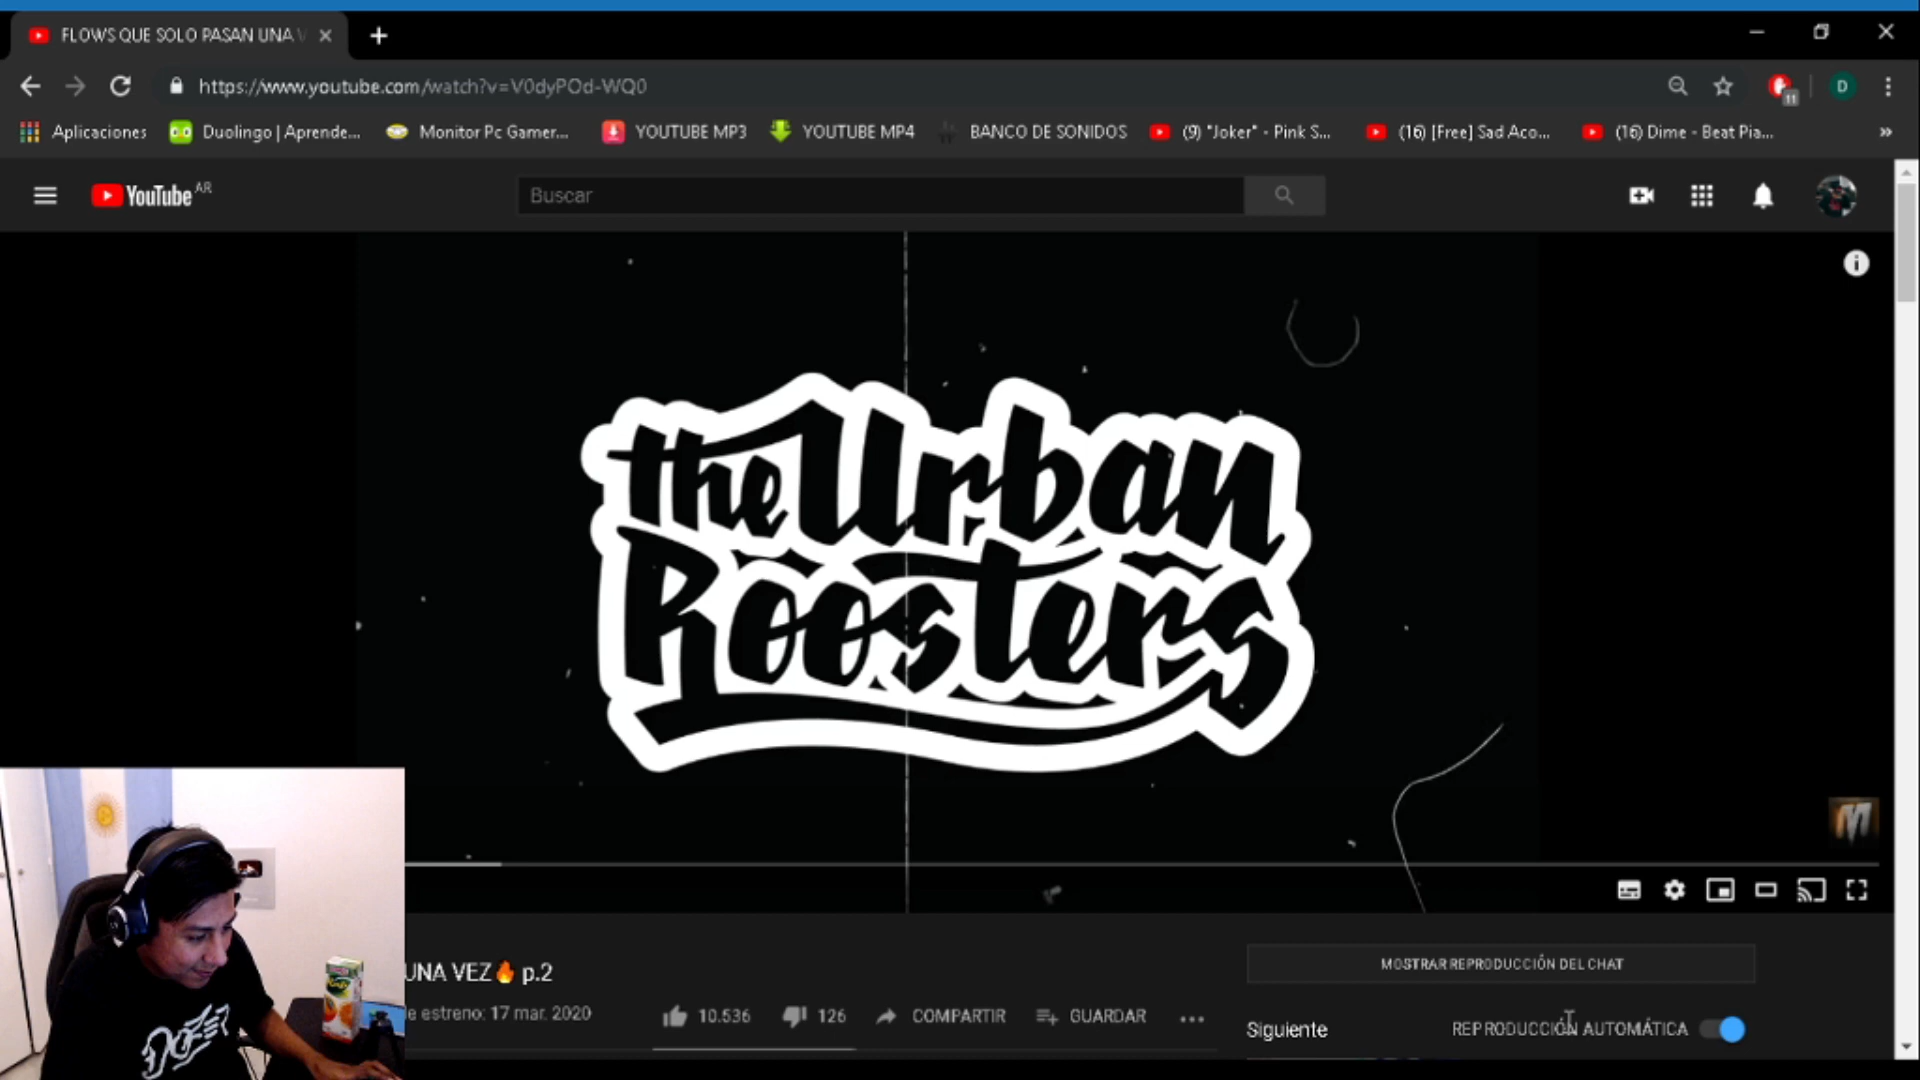 FLOWS QUE SOLO PASAN UNA V
https://www.youtube.com/watch?v=V0dyPOd-WQ0
11
D
Aplicaciones
Duolingo | Aprende...
Monitor Pc Gamer...
YOUTUBE MP3
YOUTUBE MP4
BANCO DE SONIDOS
(9) "Joker" - Pink S...
(16) [Free] Sad Aco...
(16) Dime - Beat Pia...
»
YouTube AR
Buscar
the Urban
Roosters
M
UNA VEZ🔥 p.2
e estreno: 17 mar. 2020
10.536
126
COMPARTIR
GUARDAR
MOSTRAR REPRODUCCIÓN DEL CHAT
Siguiente
REPRODUCCIÓN AUTOMÁTICA
DOZER